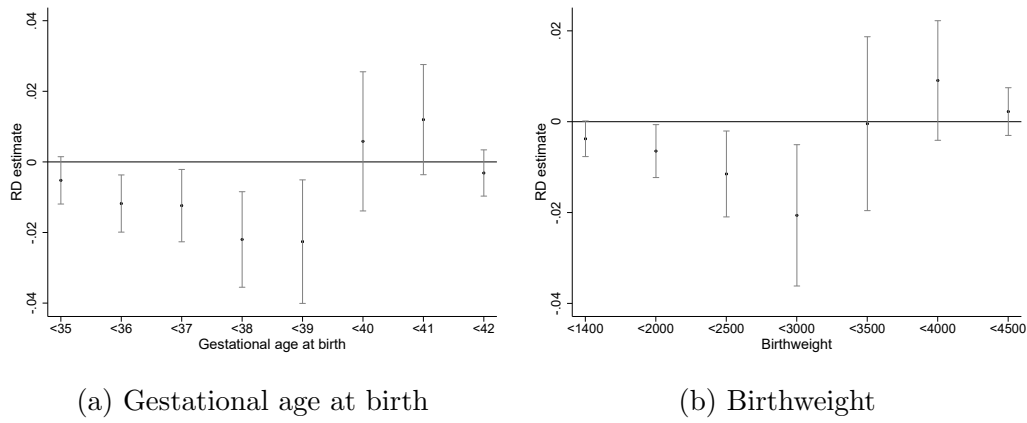 .04
.02
0
-.02
-.04
RD estimate
<35 <36 <37 <38 <39 <40 <41 <42
Gestational age at birth
(a) Gestational age at birth
.02
0
-.02
-.04
RD estimate
<1400 <2000 <2500 <3000 <3500 <4000 <4500
Birthweight
(b) Birthweight